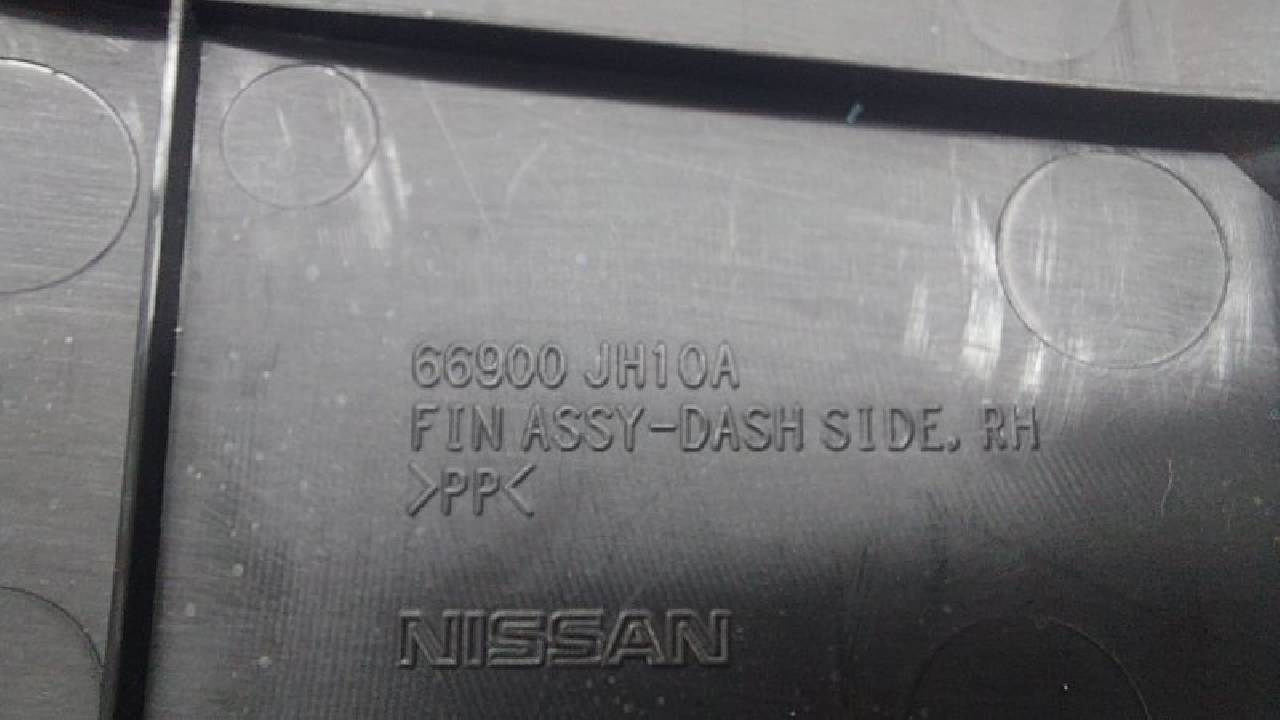 66900 JH10A
FIN ASSY-DASH SIDE, RH
>PP<
NISSAN